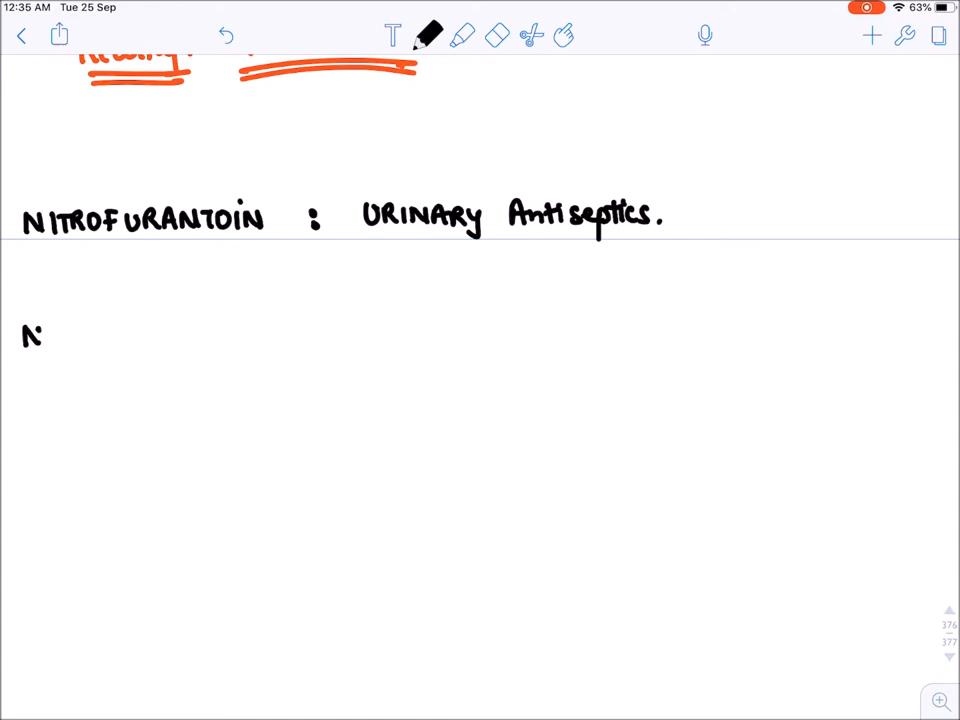 12:35 AM Tue 25 Sep 63%
T
NITROFURANTOIN : URINARY Antiseptics.
N
376
377